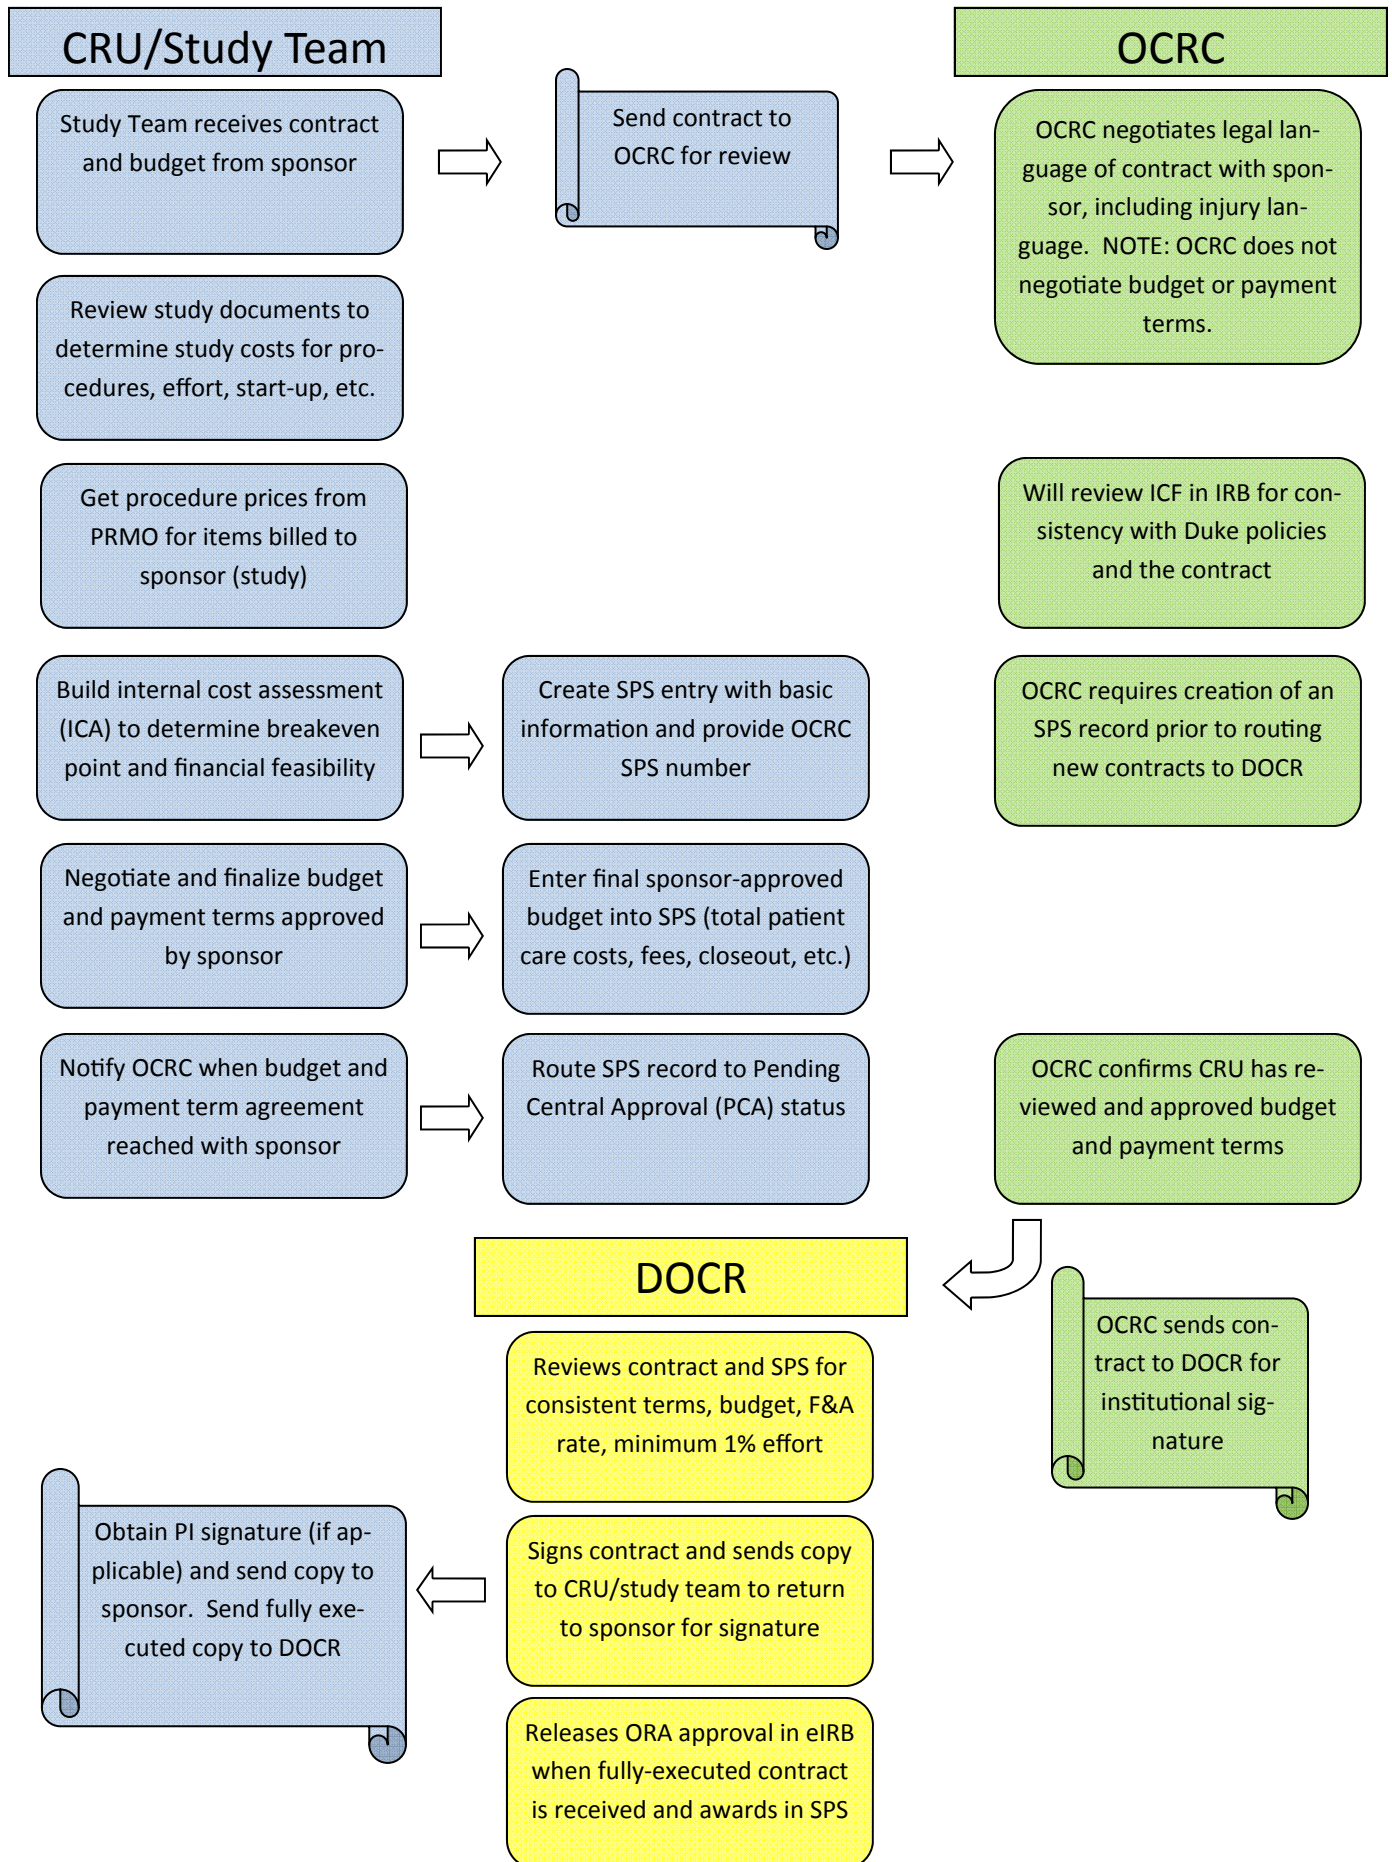 CRU/Study Team
OCRC
Study Team receives contract
and budget from sponsor
Send contract to
OCRC for review
OCRC negotiates legal lan-
guage of contract with spon-
sor, including injury lan-
guage.  NOTE: OCRC does not
negotiate budget or payment
terms.
Review study documents to
determine study costs for pro-
cedures, effort, start-up, etc.
Get procedure prices from
PRMO for items billed to
sponsor (study)
Will review ICF in IRB for con-
sistency with Duke policies
and the contract
Build internal cost assessment
(ICA) to determine breakeven
point and financial feasibility
Create SPS entry with basic
information and provide OCRC
SPS number
OCRC requires creation of an
SPS record prior to routing
new contracts to DOCR
Negotiate and finalize budget
and payment terms approved
by sponsor
Enter final sponsor-approved
budget into SPS (total patient
care costs, fees, closeout, etc.)
Notify OCRC when budget and
payment term agreement
reached with sponsor
Route SPS record to Pending
Central Approval (PCA) status
OCRC confirms CRU has re-
viewed and approved budget
and payment terms
DOCR
OCRC sends con-
tract to DOCR for
institutional sig-
nature
Reviews contract and SPS for
consistent terms, budget, F&A
rate, minimum 1% effort
Signs contract and sends copy
to CRU/study team to return
to sponsor for signature
Obtain PI signature (if ap-
plicable) and send copy to
sponsor.  Send fully exe-
cuted copy to DOCR
Releases ORA approval in eIRB
when fully-executed contract
is received and awards in SPS